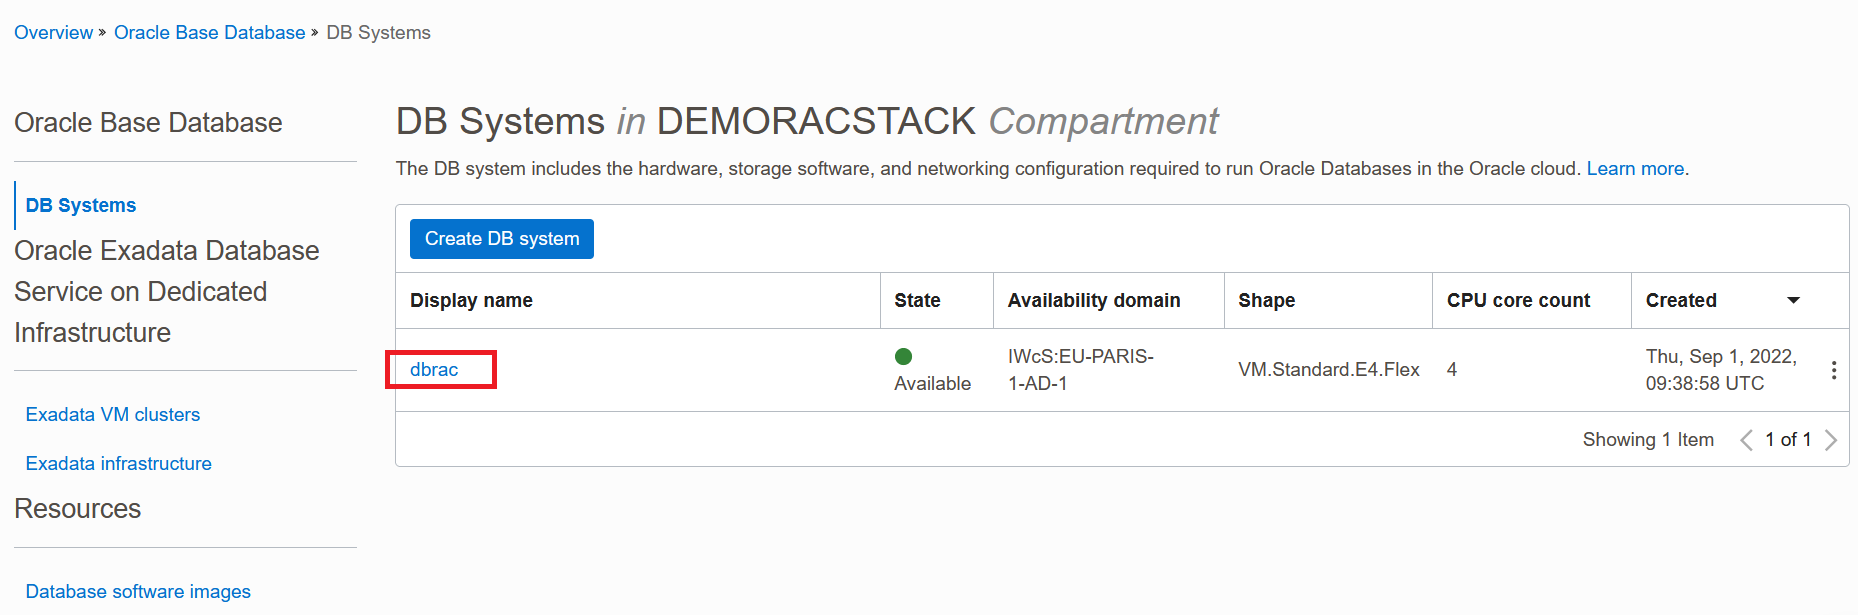 Overview » Oracle Base Database » DB Systems
Oracle Base Database
DB Systems
Oracle Exadata Database
Service on Dedicated
Infrastructure
Exadata VM clusters
Exadata infrastructure
Resources
Database software images
DB Systems in DEMORACSTACK Compartment
The DB system includes the hardware, storage software, and networking configuration required to run Oracle Databases in the Oracle cloud. Learn more.
Create DB system
Display name State Availability domain Shape CPU core count Created
dbrac Available IWcS:EU-PARIS-1-AD-1 VM.Standard.E4.Flex 4 Thu, Sep 1, 2022, 09:38:58 UTC
Showing 1 Item 1 of 1